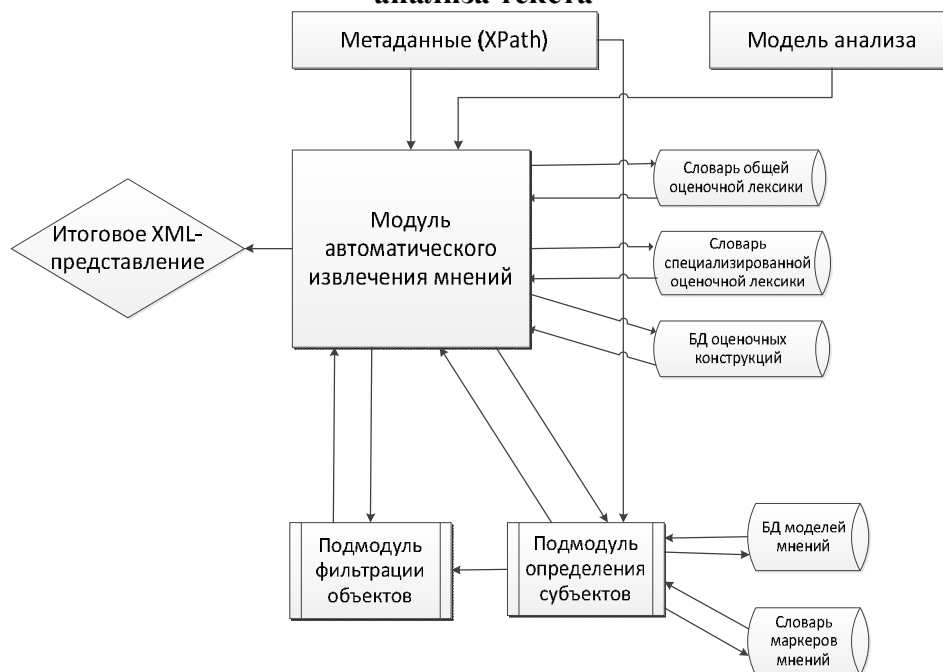 анализа текста
Метаданные (XPath)
Модель анализа
Словарь общей
оценочной лексики
Модуль
автоматического
извлечения мнений
Итоговое XML-
представление
Словарь
специализированной
оценочной лексики
БД оценочных
конструкций
Подмодуль
фильтрации
объектов
Подмодуль
определения
субъектов
БД моделей
мнений
Словарь
маркеров
мнений